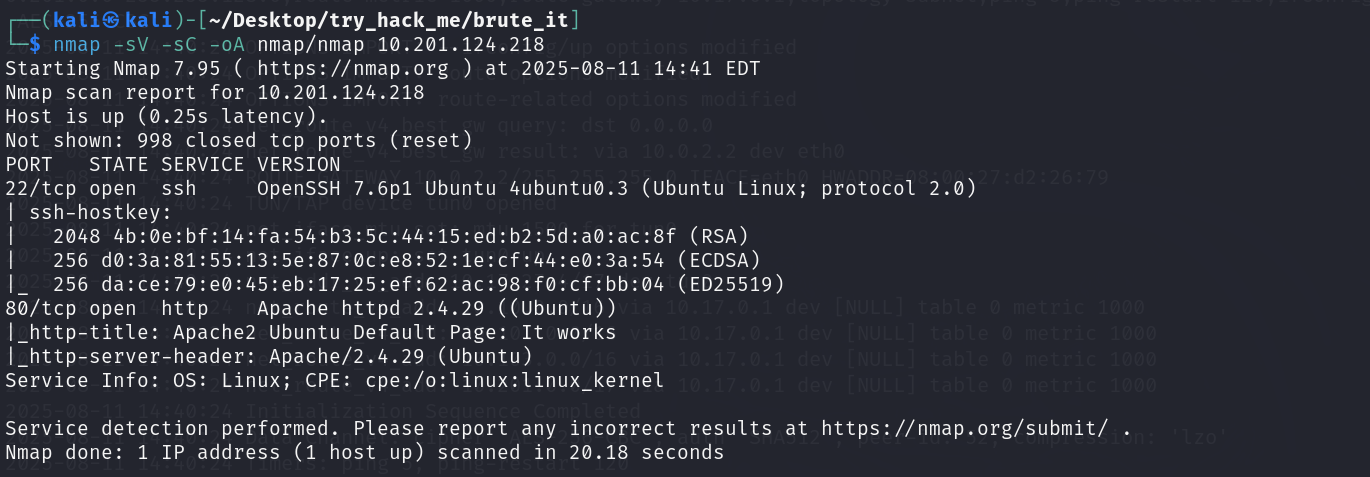 ┌──(kali㉿kali)-[~/Desktop/try_hack_me/brute_it]
└─$ nmap -sV -sC -oA nmap/nmap 10.201.124.218
Starting Nmap 7.95 ( https://nmap.org ) at 2025-08-11 14:41 EDT
Nmap scan report for 10.201.124.218
Host is up (0.25s latency).
Not shown: 998 closed tcp ports (reset)
PORT   STATE SERVICE VERSION
22/tcp open  ssh     OpenSSH 7.6p1 Ubuntu 4ubuntu0.3 (Ubuntu Linux; protocol 2.0)
| ssh-hostkey:
|   2048 4b:0e:bf:14:fa:54:b3:5c:44:15:ed:b2:5d:a0:ac:8f (RSA)
|   256 d0:3a:81:55:13:5e:87:0c:e8:52:1e:cf:44:e0:3a:54 (ECDSA)
|_  256 da:ce:79:e0:45:eb:17:25:ef:62:ac:98:f0:cf:bb:04 (ED25519)
80/tcp open  http    Apache httpd 2.4.29 ((Ubuntu))
|_http-title: Apache2 Ubuntu Default Page: It works
|_http-server-header: Apache/2.4.29 (Ubuntu)
Service Info: OS: Linux; CPE: cpe:/o:linux:linux_kernel
Service detection performed. Please report any incorrect results at https://nmap.org/submit/ .
Nmap done: 1 IP address (1 host up) scanned in 20.18 seconds